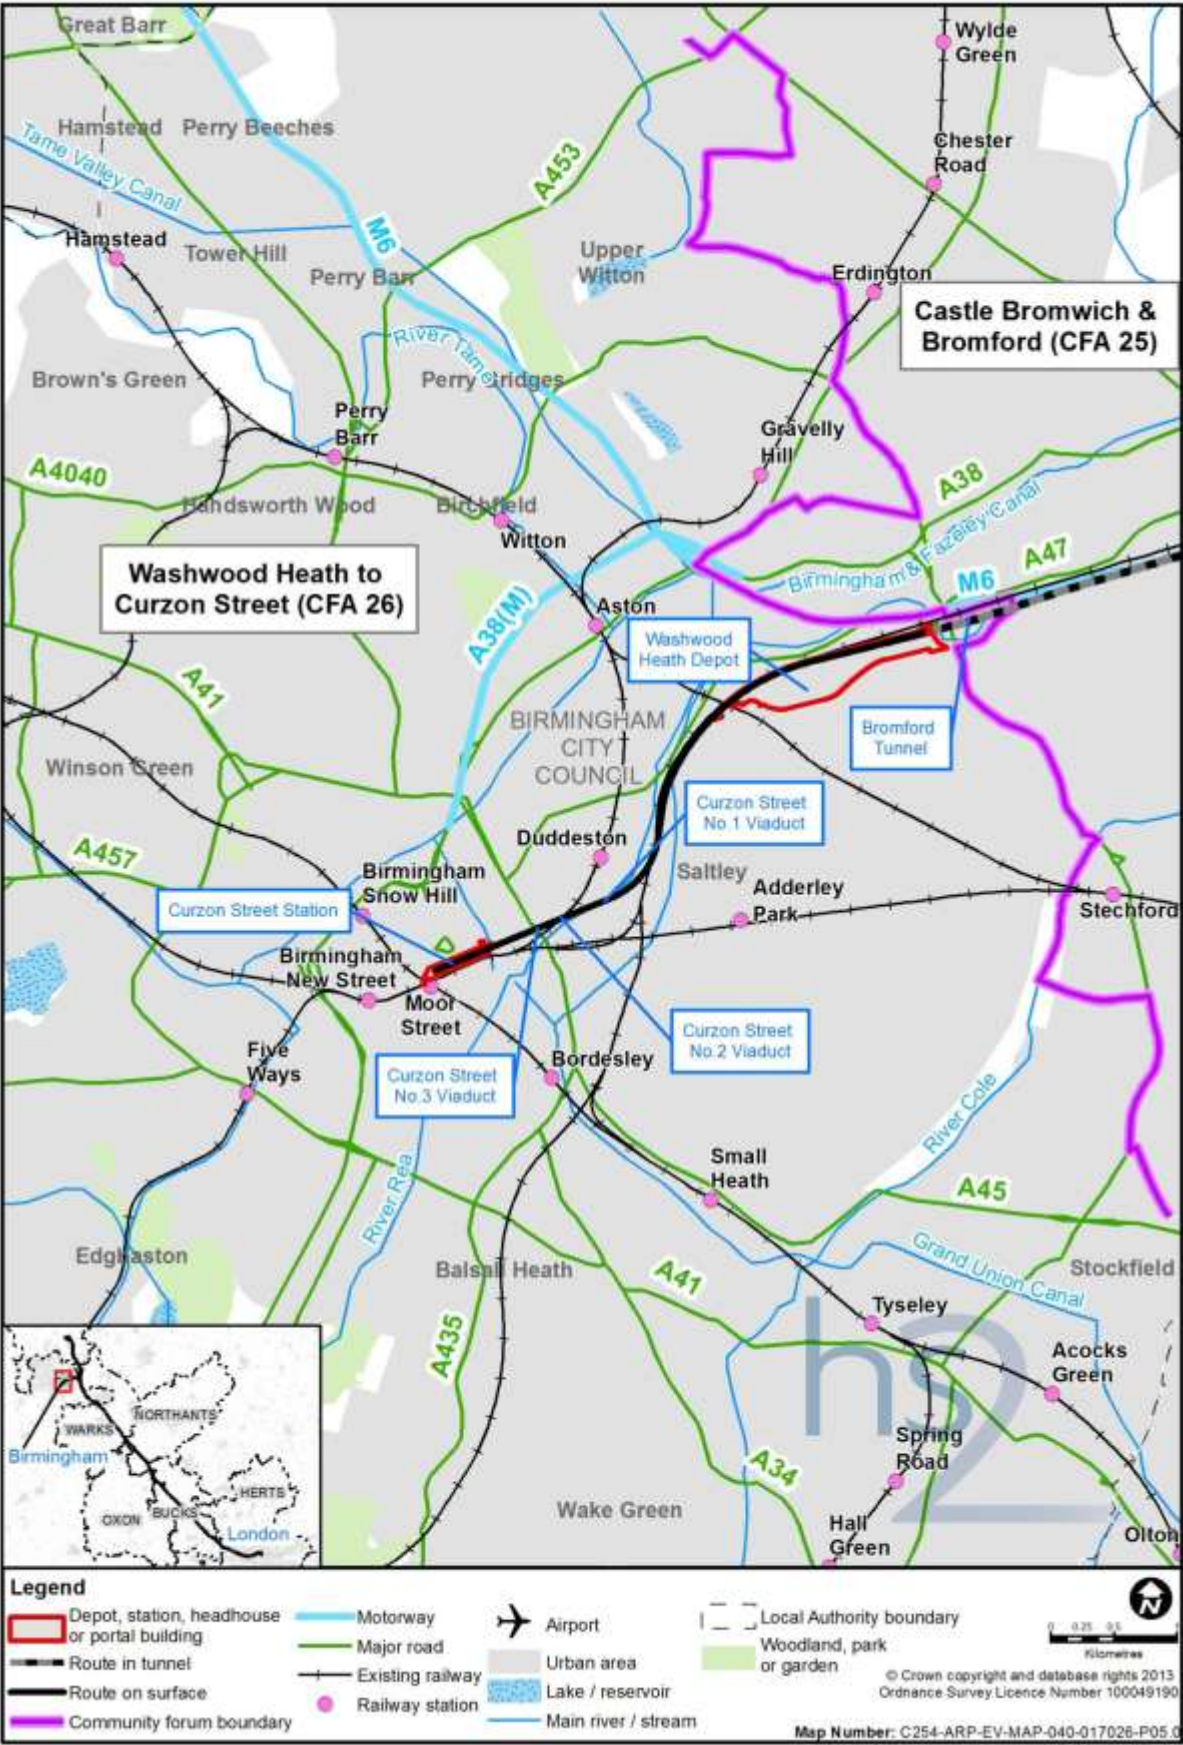 Great Barr
Wylde
Green
Hamstead
Perry Beeches
Tame Valley Canal
A453
Chester
Road
M6
Hamstead
Tower Hill
Perry Barr
Upper
Witton
Erdington
Castle Bromwich &
Bromford (CFA 25)
River Tame
Brown's Green
Perry Bridges
Perry
Barr
Gravelly
Hill
A4040
Handsworth Wood
Birchfield
A38
Witton
Birmingham & Fazeley Canal
A47
Washwood Heath to
Curzon Street (CFA 26)
M6
A38(M)
Aston
Washwood
Heath Depot
A41
BIRMINGHAM
CITY
COUNCIL
Bromford
Tunnel
Winson Green
Curzon Street
No.1 Viaduct
Duddeston
A457
Birmingham
Snow Hill
Saltley
Adderley
Park
Curzon Street Station
Stechford
Birmingham
New Street
Moor
Street
Curzon Street
No.2 Viaduct
Five
Ways
Bordesley
Curzon Street
No.3 Viaduct
River Cole
River Rea
Small
Heath
A45
Edgbaston
Balsall Heath
A41
Grand Union Canal
Stockfield
Tyseley
A435
hs2
Acocks
Green
Spring
Road
A34
Wake Green
Hall
Green
Olton
NORTHANTS
WARKS
Birmingham
HERTS
BUCKS
OXON
London
Legend
Depot, station, headhouse
or portal building
Route in tunnel
Route on surface
Community forum boundary
Motorway
Major road
Existing railway
Railway station
Airport
Urban area
Lake / reservoir
Main river / stream
Local Authority boundary
Woodland, park
or garden
N
0 0.25 0.5 1
Kilometres
© Crown copyright and database rights 2013
Ordnance Survey Licence Number 100049190
Map Number: C254-ARP-EV-MAP-040-017026-P05.0